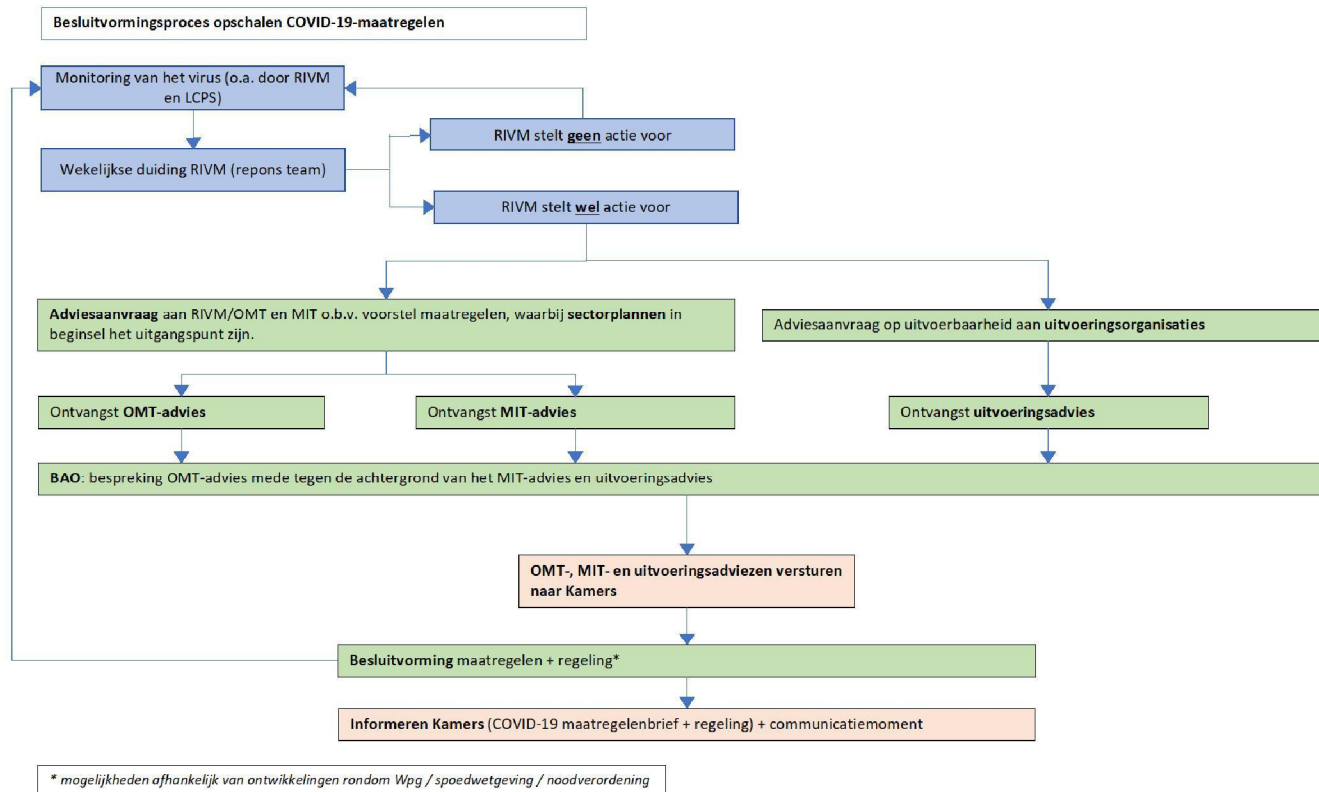 Besluitvormingsproces opschalen COVID-19-maatregelen
Monitoring van het virus (o.a. door RIVM
en LCPS)
RIVM stelt geen actie voor
Wekelijkse duiding RIVM (repons team)
RIVM stelt wel actie voor
Adviesaanvraag aan RIVM/OMT en MIT o.b.v. voorstel maatregelen, waarbij sectorplannen in
beginsel het uitgangspunt zijn.
Adviesaanvraag op uitvoerbaarheid aan uitvoeringsorganisaties
Ontvangst OMT-advies
Ontvangst MIT-advies
Ontvangst uitvoeringsadvies
BAO: bespreking OMT-advies mede tegen de achtergrond van het MIT-advies en uitvoeringsadvies
OMT-, MIT- en uitvoeringsadviezen versturen
naar Kamers
Besluitvorming maatregelen + regeling*
Informeren Kamers (COVID-19 maatregelenbrief + regeling) + communicatiemoment
* mogelijkheden afhankelijk van ontwikkelingen rondom Wpg / spoedwetgeving / noodverordening